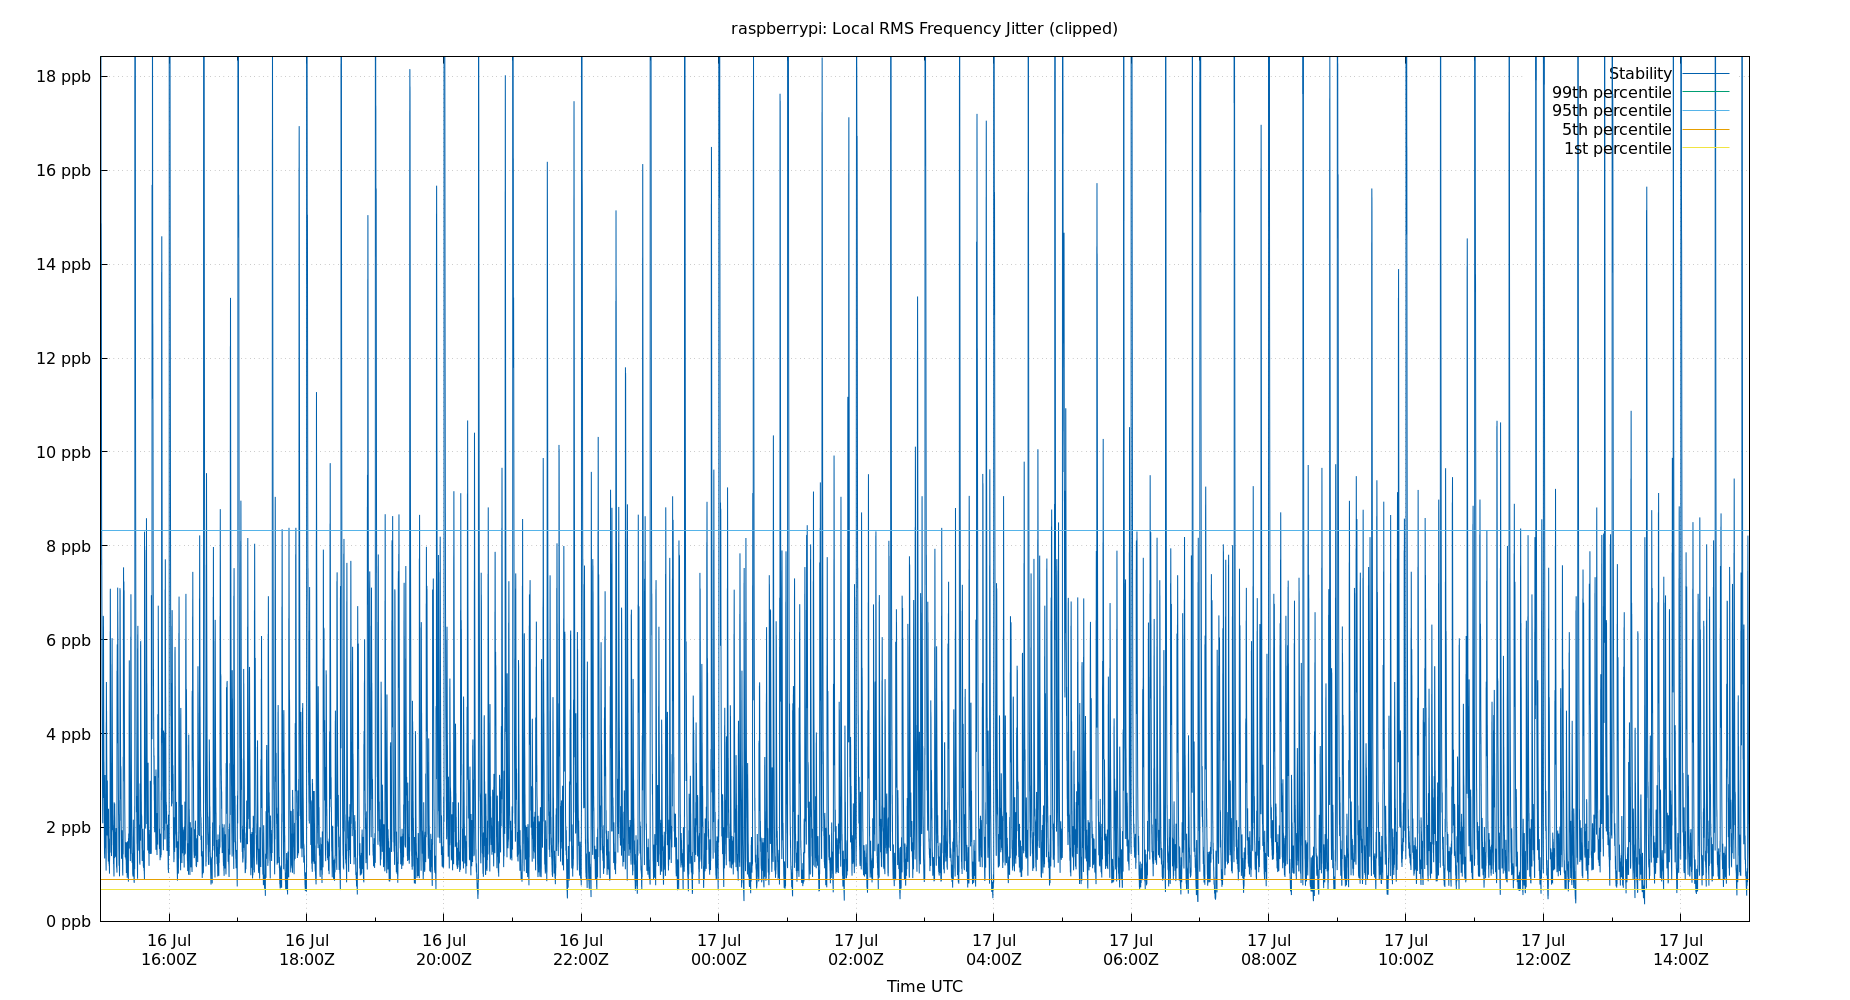 raspberrypi: Local RMS Frequency Jitter (clipped)
18 ppb
16 ppb
14 ppb
12 ppb
10 ppb
8 ppb
6 ppb
4 ppb
2 ppb
0 ppb
Stability
99th percentile
95th percentile
5th percentile
1st percentile
16 Jul 16 Jul 16 Jul 16 Jul 17 Jul 17 Jul 17 Jul 17 Jul 17 Jul 17 Jul 17 Jul 17 Jul
16:00Z 18:00Z 20:00Z 22:00Z 00:00Z 02:00Z 04:00Z 06:00Z 08:00Z 10:00Z 12:00Z 14:00Z
Time UTC